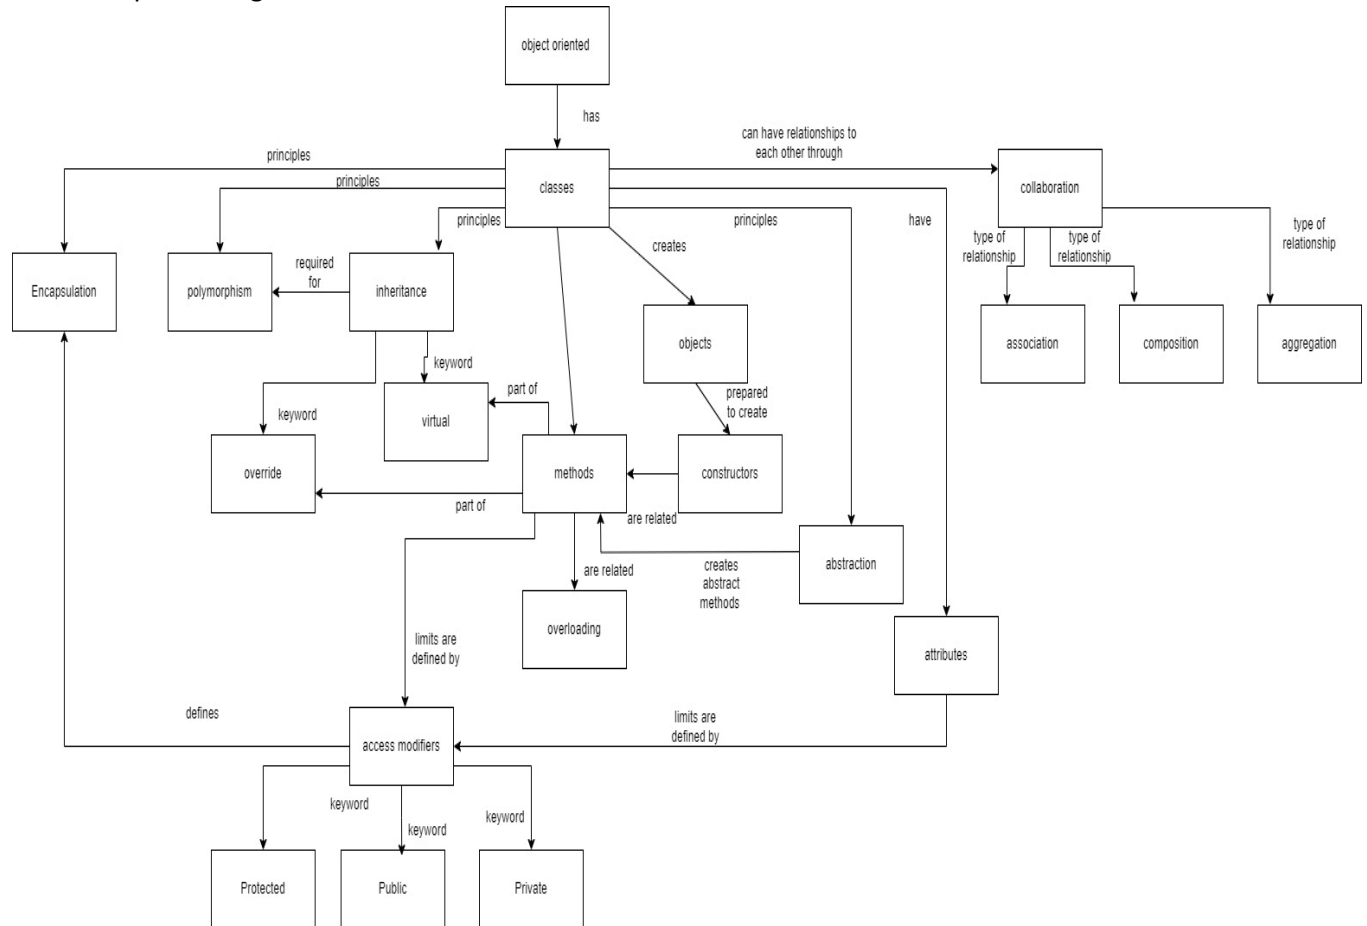 object oriented
has
can have relationships to
each other through
principles
principles
classes
collaboration
principles
principles
have
type of
relationship
creates
type of
relationship
type of
relationship
required
for
Encapsulation
polymorphism
inheritance
objects
association
composition
aggregation
keyword
part of
prepared
to create
keyword
virtual
override
methods
constructors
part of
are related
are related
creates
abstract
methods
abstraction
overloading
limits are
defined by
attributes
defines
limits are
defined by
access modifiers
keyword
keyword
keyword
Protected
Public
Private